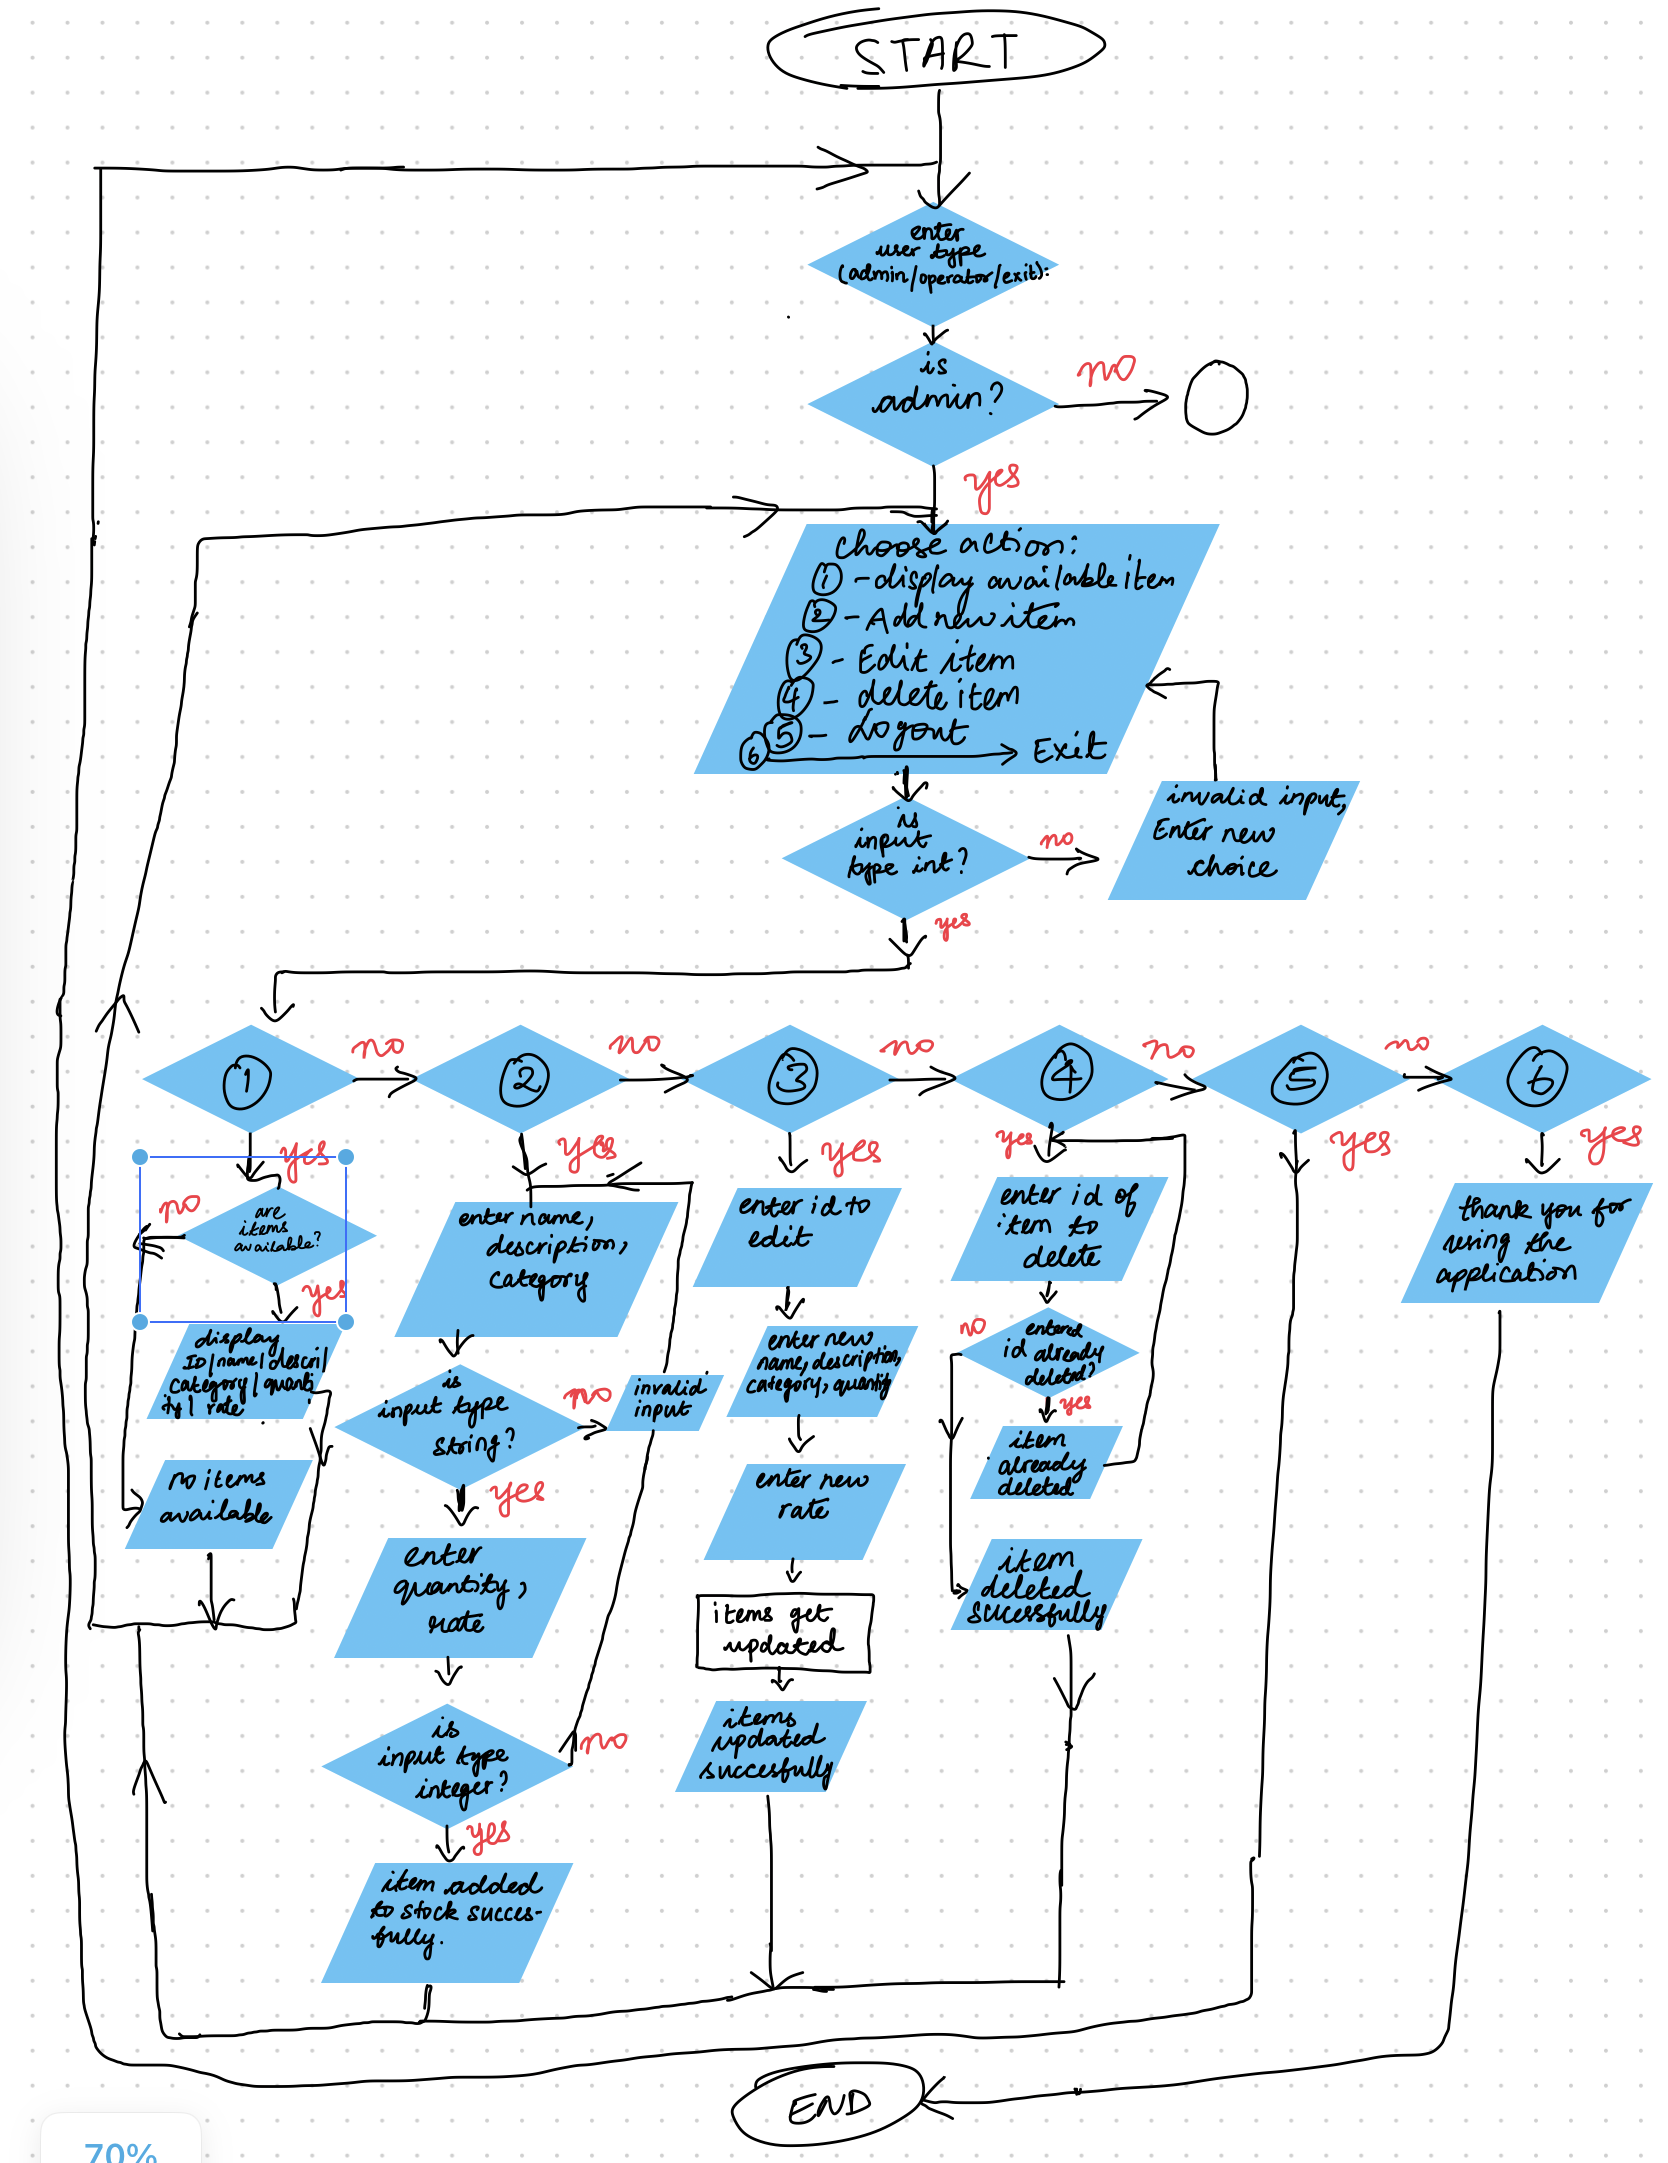 START
enter
user type
(admin/operator/exit):
is
admin?
no
yes
choose action:
① -display available item
② - Add new item
③ - Edit item
④ - delete item
⑤ - Logout
⑥ Exit
is
input
type int?
no
invalid input,
Enter new
choice
yes
①
no
②
no
③
no
④
no
⑤
no
⑥
yes
are
items
available?
no
yes
display
ID/name/descri/
category/quanti
ty/rate
no items
available
yes
enter name,
description,
category
is
input type
string?
no
invalid
input
yes
enter
quantity,
rate
is
input type
integer?
no
yes
item added
to stock succes-
fully.
yes
enter id to
edit
enter new
name, description,
category, quantity
enter new
rate
items get
updated
items
updated
succesfully
yes
enter id of
item to
delete
no
entered
id already
deleted?
yes
item
already
deleted
item
deleted
sucessfully
yes
yes
thank you for
using the
application
END
70%